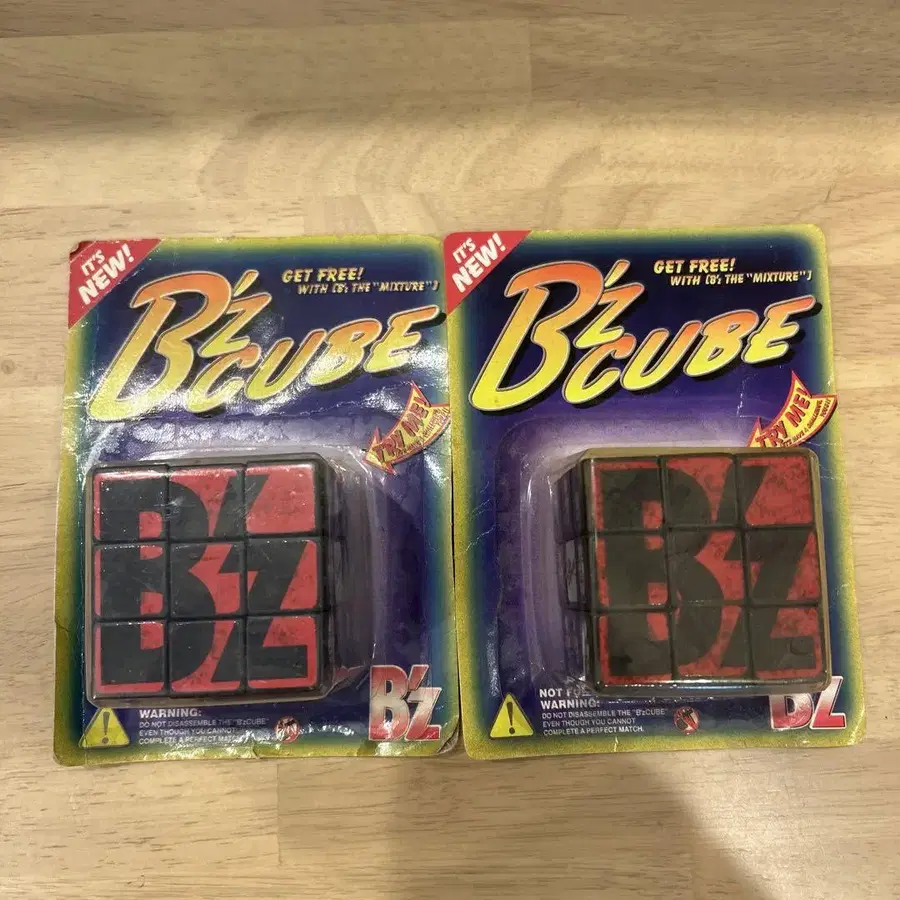 IT'S
NEW!
GET FREE!
WITH [B'z THE "MIXTURE"]
B'z
CUBE
TRY ME!
B'z
WARNING:
DO NOT DISASSEMBLE THE "B'zCUBE"
EVEN THOUGH YOU CANNOT
COMPLETE A PERFECT MATCH.
B'z
IT'S
NEW!
GET FREE!
WITH [B'z THE "MIXTURE"]
B'z
CUBE
TRY ME!
B'z
NOT
WARNING:
DO NOT DISASSEMBLE THE "B'zCUBE"
EVEN THOUGH YOU CANNOT
COMPLETE A PERFECT MATCH.
B'z